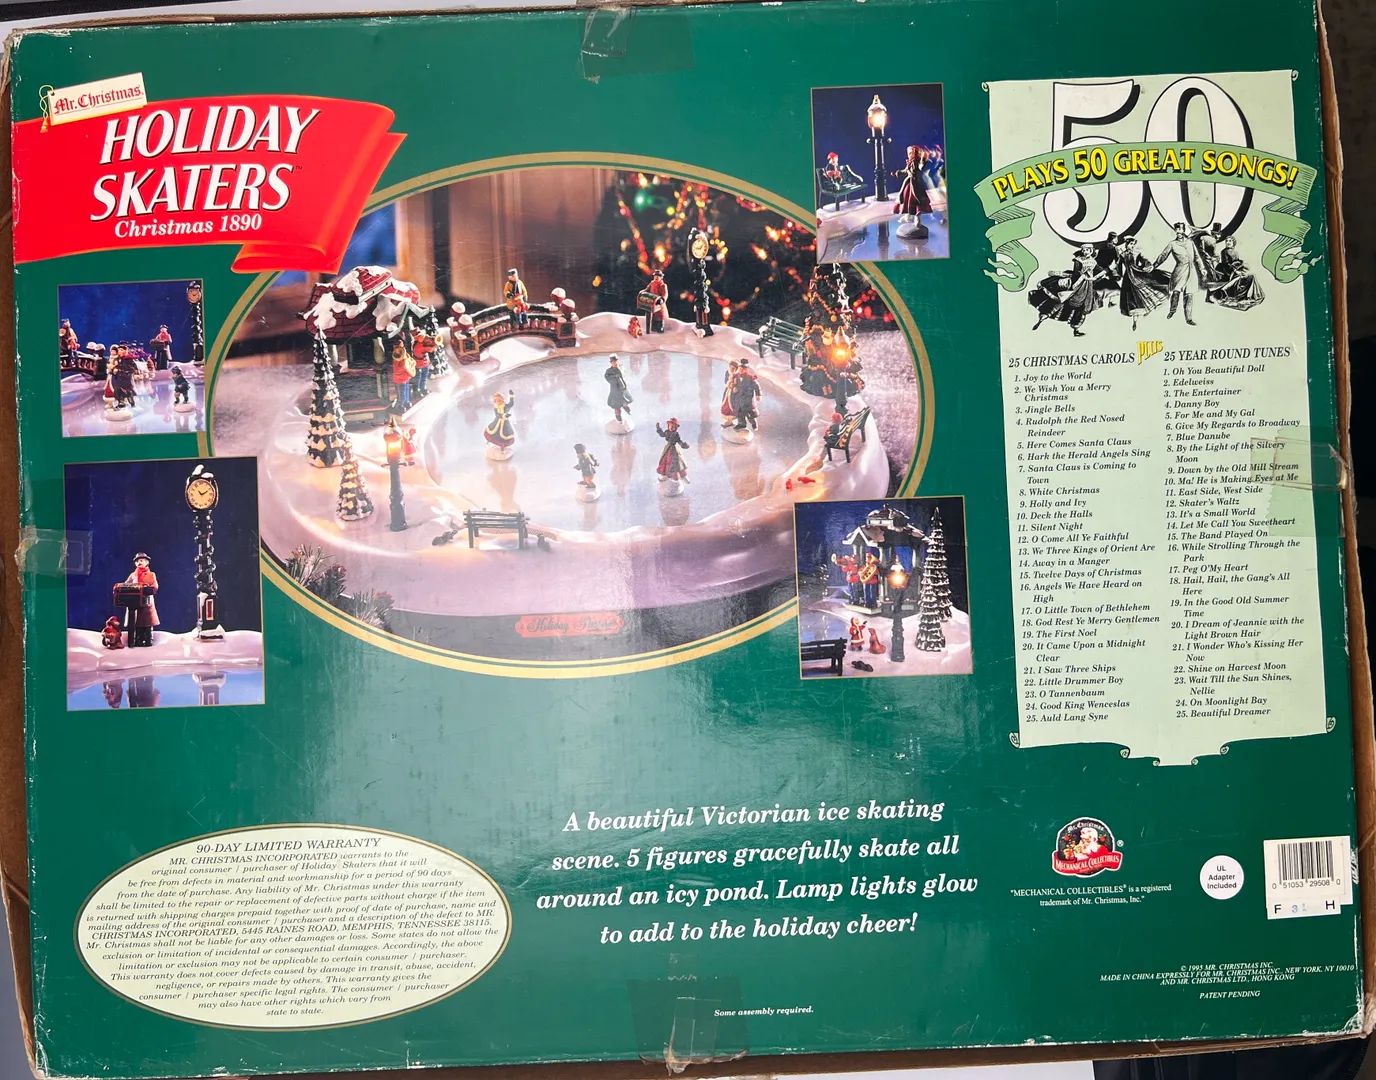 Mr. Christmas.
HOLIDAY
SKATERS™
Christmas 1890
50
PLAYS 50 GREAT SONGS!
25 CHRISTMAS CAROLS
PLUS
25 YEAR ROUND TUNES
1. Joy to the World
2. We Wish You a Merry
Christmas
3. Jingle Bells
4. Rudolph the Red Nosed
Reindeer
5. Here Comes Santa Claus
6. Hark the Herald Angels Sing
7. Santa Claus is Coming to
Town
8. White Christmas
9. Holly and Ivy
10. Deck the Halls
11. Silent Night
12. O Come All Ye Faithful
13. We Three Kings of Orient Are
14. Away in a Manger
15. Twelve Days of Christmas
16. Angels We Have Heard on
High
17. O Little Town of Bethlehem
18. God Rest Ye Merry Gentlemen
19. The First Noel
20. It Came Upon a Midnight
Clear
21. I Saw Three Ships
22. Little Drummer Boy
23. O Tannenbaum
24. Good King Wenceslas
25. Auld Lang Syne
1. Oh You Beautiful Doll
2. Edelweiss
3. The Entertainer
4. Danny Boy
5. For Me and My Gal
6. Give My Regards to Broadway
7. Blue Danube
8. By the Light of the Silvery
Moon
9. Down by the Old Mill Stream
10. Ma! He is Making Eyes at Me
11. East Side, West Side
12. Skater's Waltz
13. It's a Small World
14. Let Me Call You Sweetheart
15. The Band Played On
16. While Strolling Through the
Park
17. Peg O'My Heart
18. Hail, Hail, the Gang's All
Here
19. In the Good Old Summer
Time
20. I Dream of Jeannie with the
Light Brown Hair
21. I Wonder Who's Kissing Her
Now
22. Shine on Harvest Moon
23. Wait Till the Sun Shines,
Nellie
24. On Moonlight Bay
25. Beautiful Dreamer
Holiday Skaters
A beautiful Victorian ice skating
scene. 5 figures gracefully skate all
around an icy pond. Lamp lights glow
to add to the holiday cheer!
Some assembly required.
90-DAY LIMITED WARRANTY
MR. CHRISTMAS INCORPORATED warrants to the
original consumer / purchaser of Holiday Skaters that it will
be free from defects in material and workmanship for a period of 90 days
from the date of purchase. Any liability of Mr. Christmas under this warranty
shall be limited to the repair or replacement of defective parts without charge if the item
is returned with shipping charges prepaid together with proof of date of purchase, name and
mailing address of the original consumer / purchaser and a description of the defect to MR.
CHRISTMAS INCORPORATED, 5445 RAINES ROAD, MEMPHIS, TENNESSEE 38115.
Mr. Christmas shall not be liable for any other damages or loss. Some states do not allow the
exclusion or limitation of incidental or consequential damages. Accordingly, the above
limitation or exclusion may not be applicable to certain consumer / purchaser.
This warranty does not cover defects caused by damage in transit, abuse, accident,
negligence, or repairs made by others. This warranty gives the
consumer / purchaser specific legal rights. The consumer / purchaser
may also have other rights which vary from
state to state.
Mr. Christmas
MECHANICAL COLLECTIBLES
®
"MECHANICAL COLLECTIBLES® is a registered
trademark of Mr. Christmas, Inc."
UL
Adapter
Included
0 51053 29508 0
F 31 H
© 1995 MR. CHRISTMAS INC.
MADE IN CHINA EXPRESSLY FOR MR. CHRISTMAS INC., NEW YORK, NY 10010
AND MR. CHRISTMAS LTD., HONG KONG
PATENT PENDING